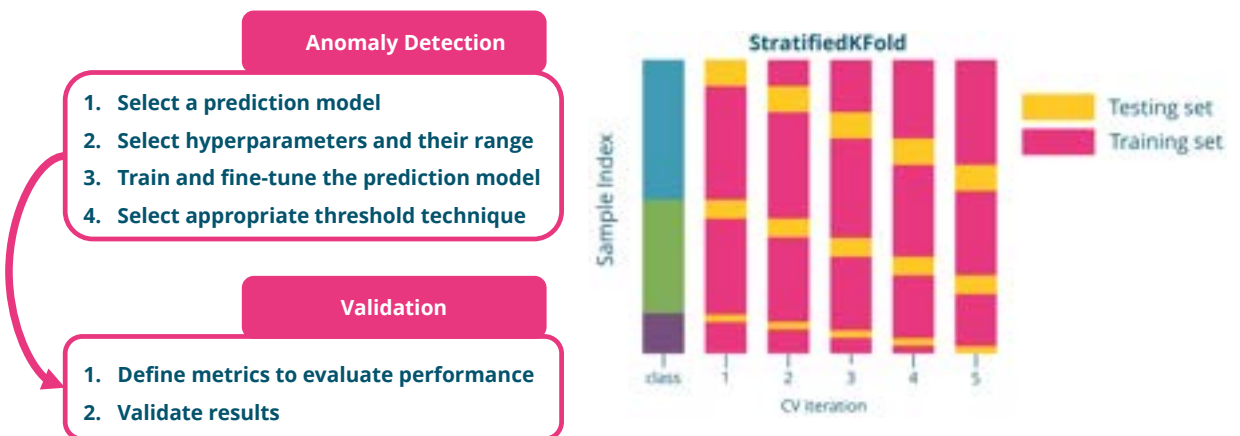 Anomaly Detection
1. Select a prediction model
2. Select hyperparameters and their range
3. Train and fine-tune the prediction model
4. Select appropriate threshold technique
Validation
1. Define metrics to evaluate performance
2. Validate results
StratifiedKFold
Sample Index
class 1 2 3 4 5
CV iteration
Testing set
Training set